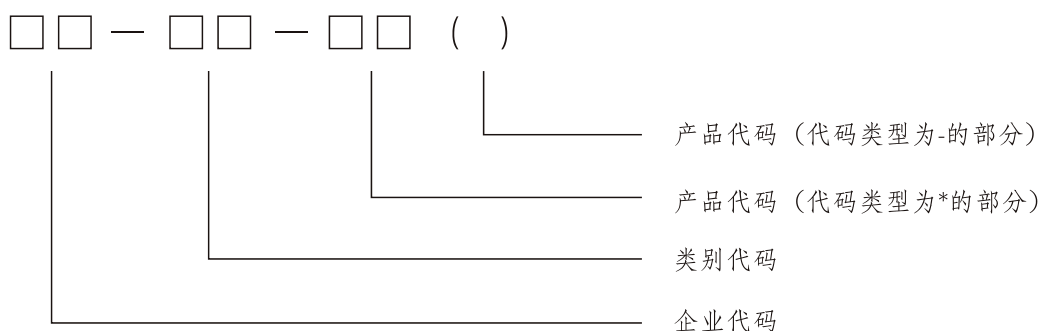 □□—□□—□□（ ）
产品代码（代码类型为-的部分）
产品代码（代码类型为*的部分）
类别代码
企业代码